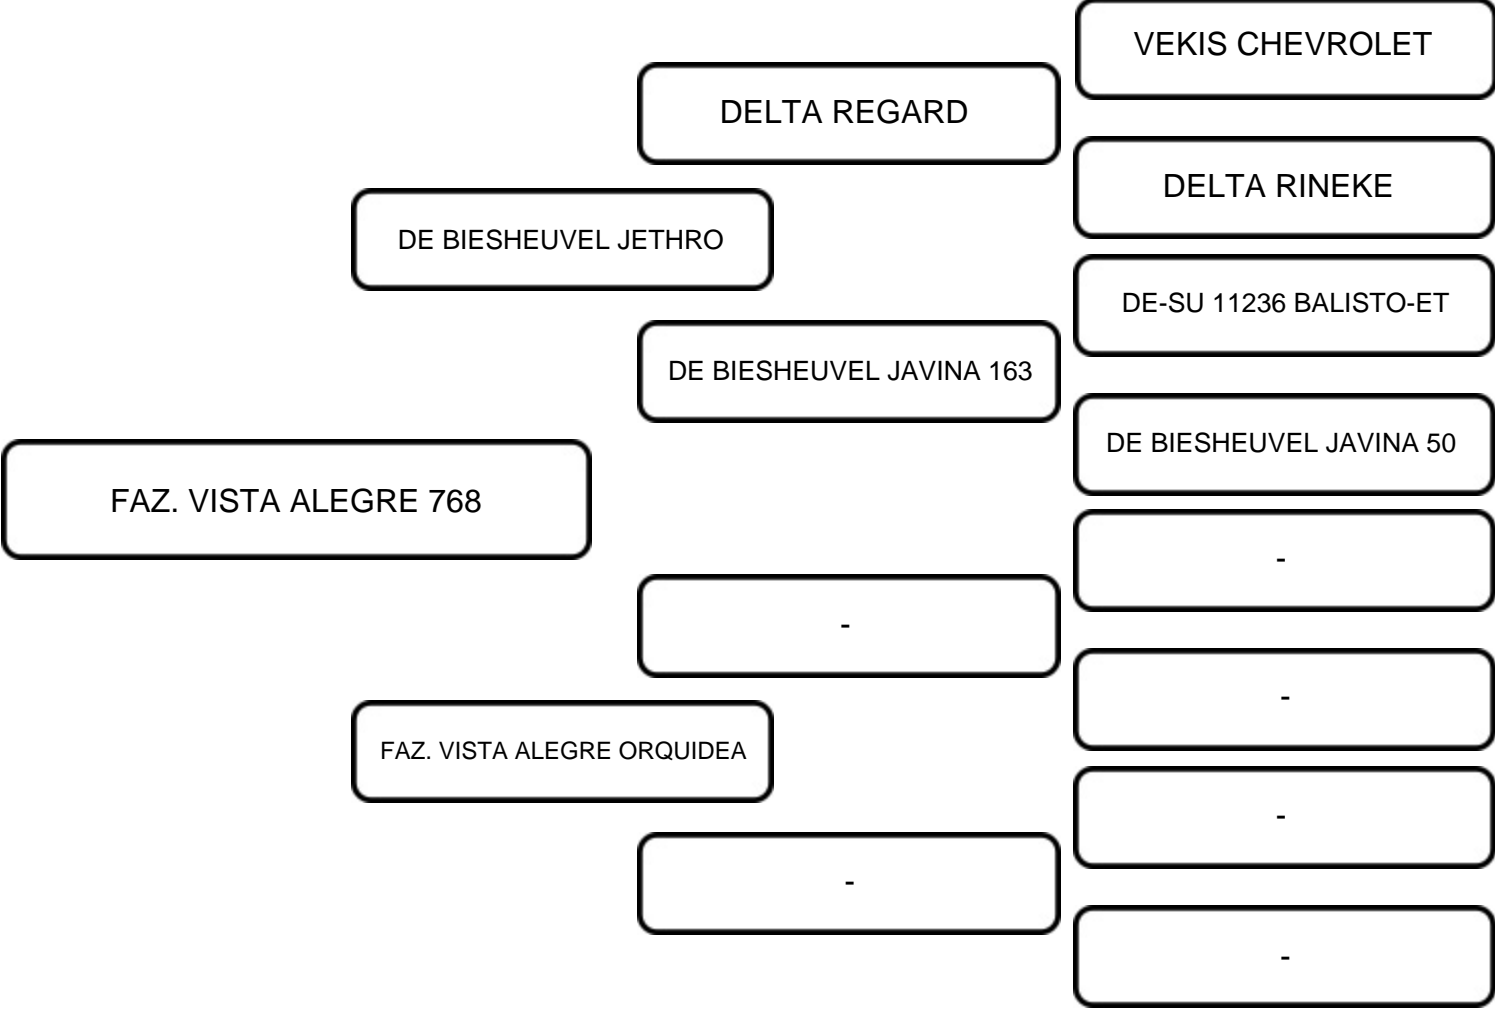 VEKIS CHEVROLET
DELTA REGARD
DELTA RINEKE
DE BIESHEUVEL JETHRO
DE-SU 11236 BALISTO-ET
DE BIESHEUVEL JAVINA 163
DE BIESHEUVEL JAVINA 50
FAZ. VISTA ALEGRE 768
-
-
-
FAZ. VISTA ALEGRE ORQUIDEA
-
-
-